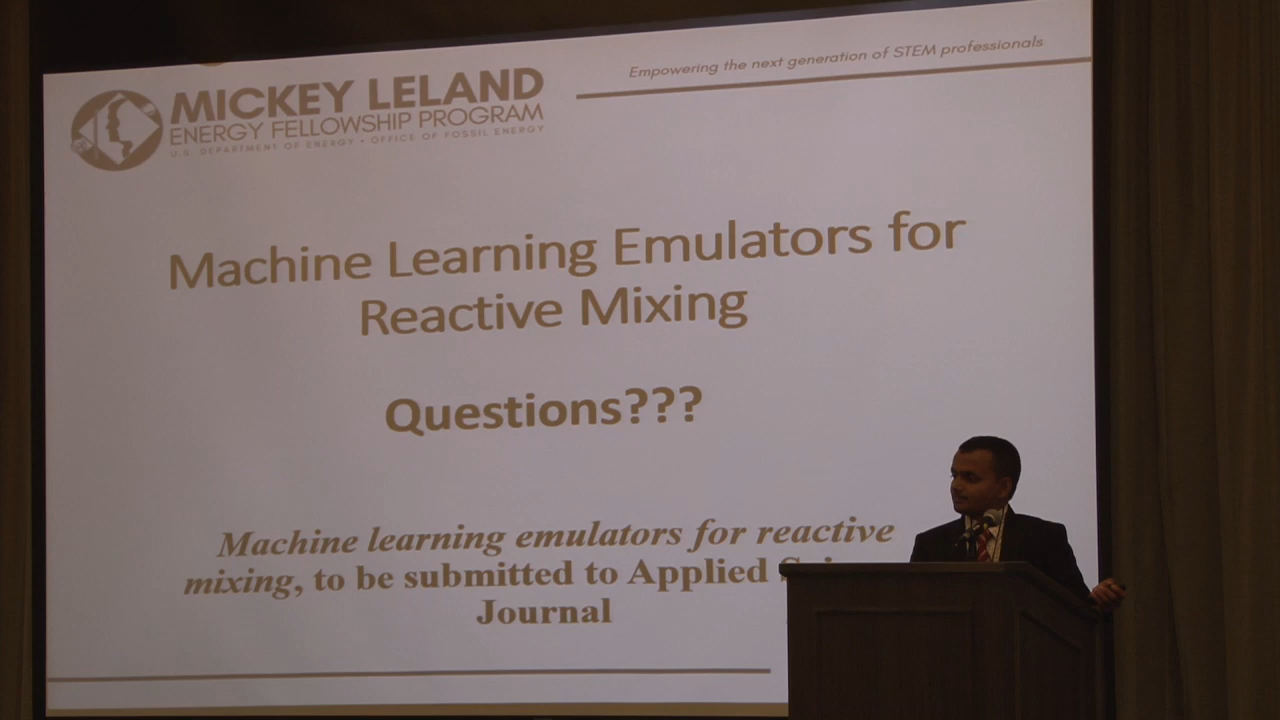 MICKEY LELAND
ENERGY FELLOWSHIP PROGRAM
U.S. DEPARTMENT OF ENERGY • OFFICE OF FOSSIL ENERGY
Empowering the next generation of STEM professionals
Machine Learning Emulators for
Reactive Mixing
Questions???
Machine learning emulators for reactive
mixing, to be submitted to Applied
Journal